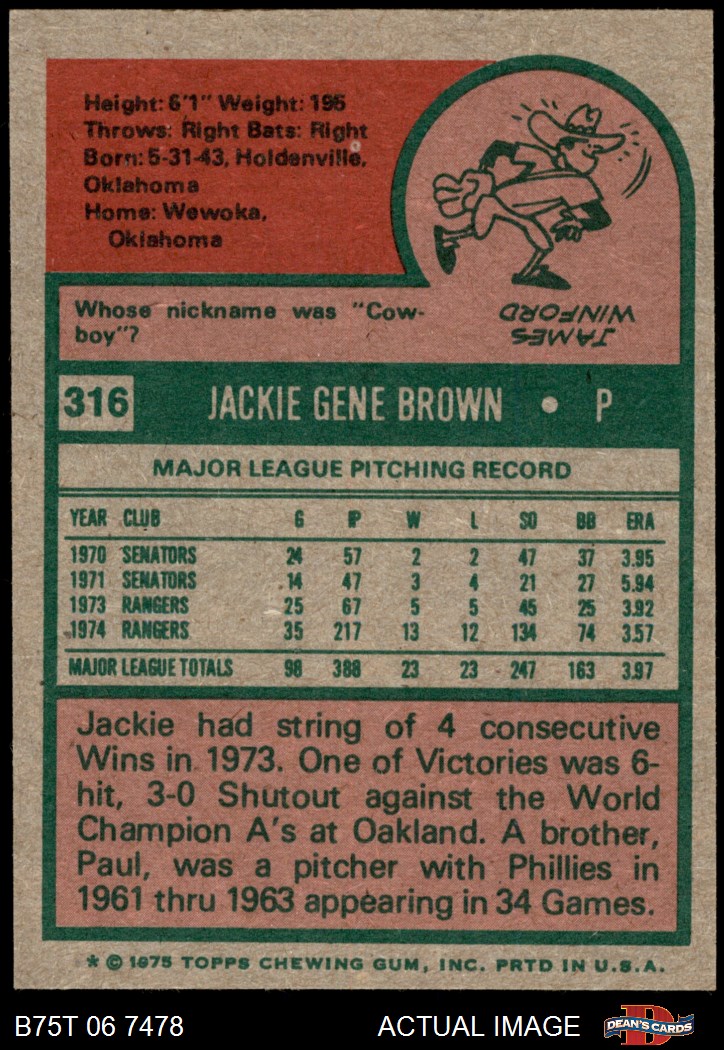 Height: 6'1" Weight: 195
Throws: Right Bats: Right
Born: 5-31-43, Holdenville,
Oklahoma
Home: Wewoka,
Oklahoma
JAMES
WINFORD
Whose nickname was "Cow-
boy"?
316 JACKIE GENE BROWN • P
MAJOR LEAGUE PITCHING RECORD
YEAR CLUB G IP W L SO BB ERA
1970 SENATORS 24 57 2 2 47 37 3.95
1971 SENATORS 14 47 3 4 21 27 5.94
1973 RANGERS 25 67 5 5 45 25 3.92
1974 RANGERS 35 217 13 12 134 74 3.57
MAJOR LEAGUE TOTALS 98 388 23 23 247 163 3.97
Jackie had string of 4 consecutive
Wins in 1973. One of Victories was 6-
hit, 3-0 Shutout against the World
Champion A's at Oakland. A brother,
Paul, was a pitcher with Phillies in
1961 thru 1963 appearing in 34 Games.
* © 1975 TOPPS CHEWING GUM, INC. PRTD IN U.S.A.
B75T 06 7478 ACTUAL IMAGE DEAN'S CARDS